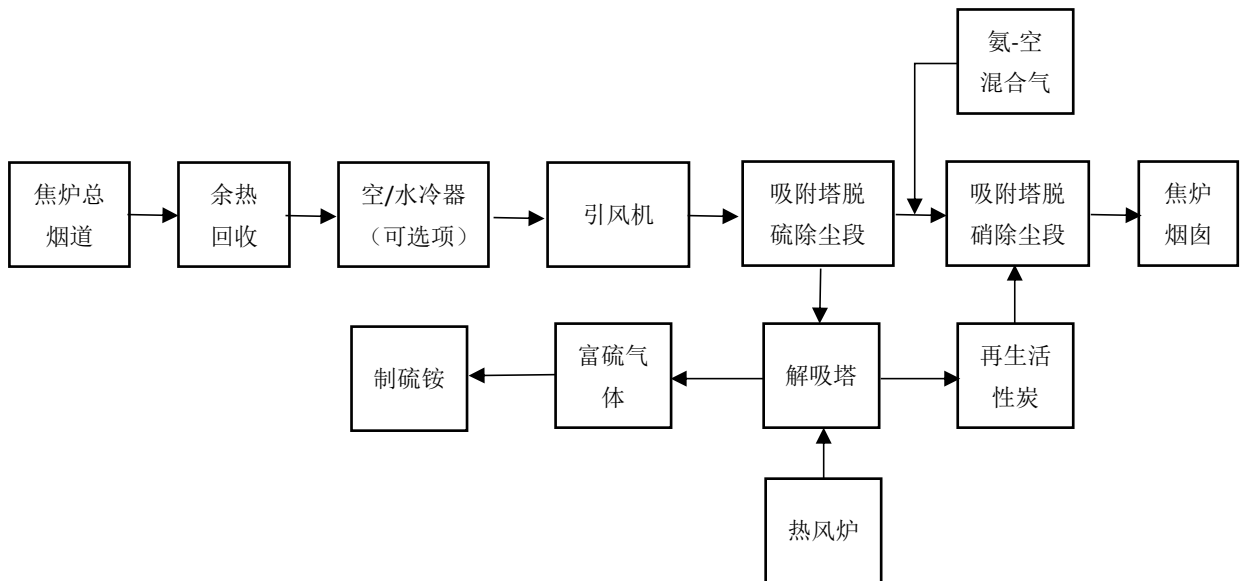 氨-空
混合气
焦炉总
烟道
余热
回收
空/水冷器
（可选项）
引风机
吸附塔脱
硫除尘段
吸附塔脱
硝除尘段
焦炉
烟囱
制硫铵
富硫气
体
解吸塔
再生活
性炭
热风炉